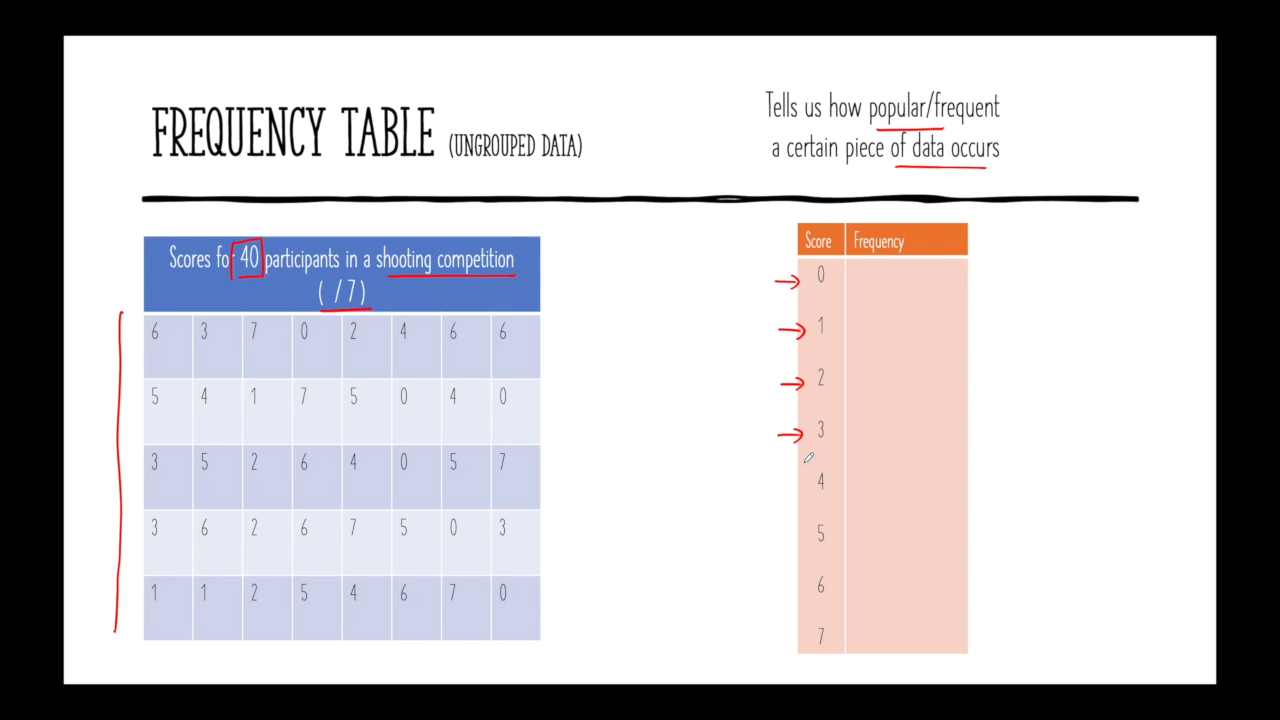 FREQUENCY TABLE (UNGROUPED DATA)
Tells us how popular/frequent
a certain piece of data occurs
Scores for 40 participants in a shooting competition
( / 7 )
6 3 7 0 2 4 6 6
5 4 1 7 5 0 4 0
3 5 2 6 4 0 5 7
3 6 2 6 7 5 0 3
1 1 2 5 4 6 7 0
Score Frequency
0
1
2
3
4
5
6
7